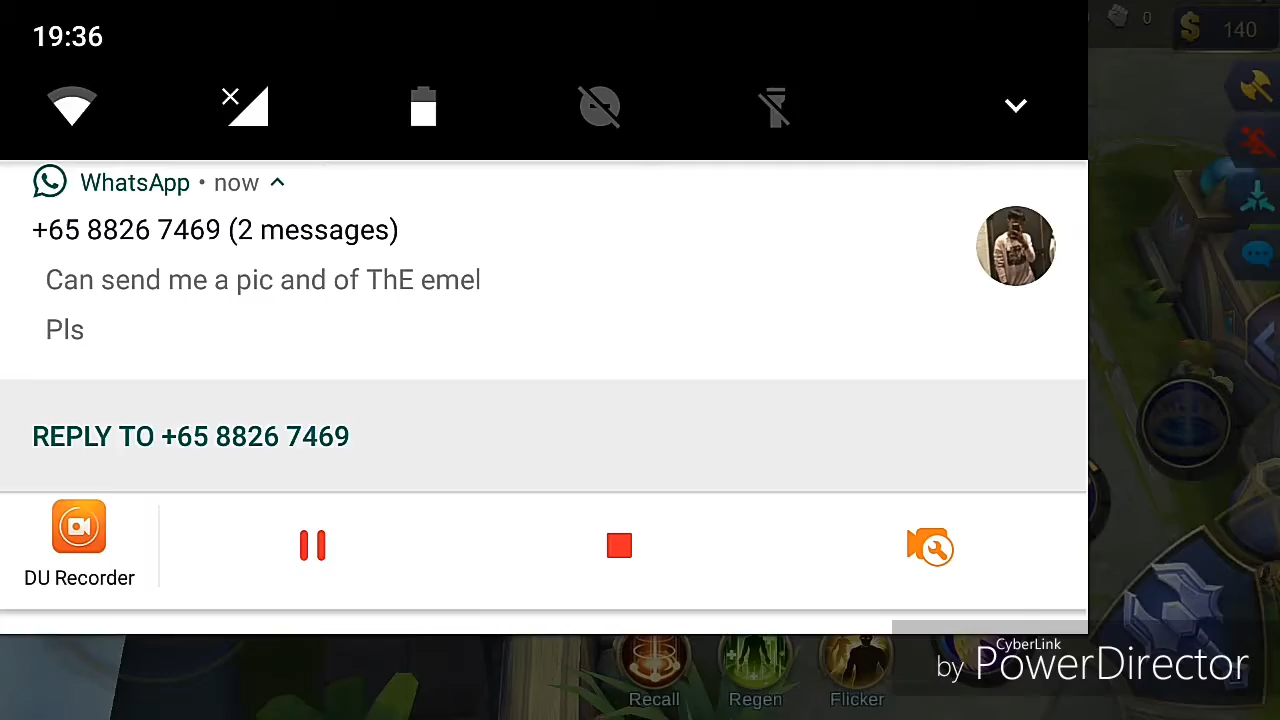 19:36
0
140
WhatsApp • now
+65 8826 7469 (2 messages)
Can send me a pic and of ThE emel
Pls
REPLY TO +65 8826 7469
DU Recorder
Recall
Regen
Flicker
CyberLink
by PowerDirector